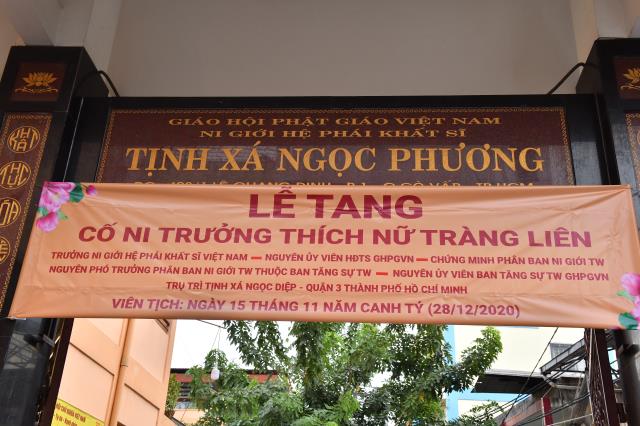 GIÁO HỘI PHẬT GIÁO VIỆT NAM
NI GIỚI HỆ PHÁI KHẤT SĨ
TỊNH XÁ NGỌC PHƯƠNG
LỄ TANG
CỐ NI TRƯỞNG THÍCH NỮ TRÀNG LIÊN
TRƯỞNG NI GIỚI HỆ PHÁI KHẤT SĨ VIỆT NAM — NGUYÊN ỦY VIÊN HĐTS GHPGVN — CHỨNG MINH PHÂN BAN NI GIỚI TW
NGUYÊN PHÓ TRƯỞNG PHÂN BAN NI GIỚI TW THUỘC BAN TĂNG SỰ TW — NGUYÊN ỦY VIÊN BAN TĂNG SỰ TW GHPGVN
TRỤ TRÌ TỊNH XÁ NGỌC DIỆP - QUẬN 3 THÀNH PHỐ HỒ CHÍ MINH
VIÊN TỊCH: NGÀY 15 THÁNG 11 NĂM CANH TÝ (28/12/2020)